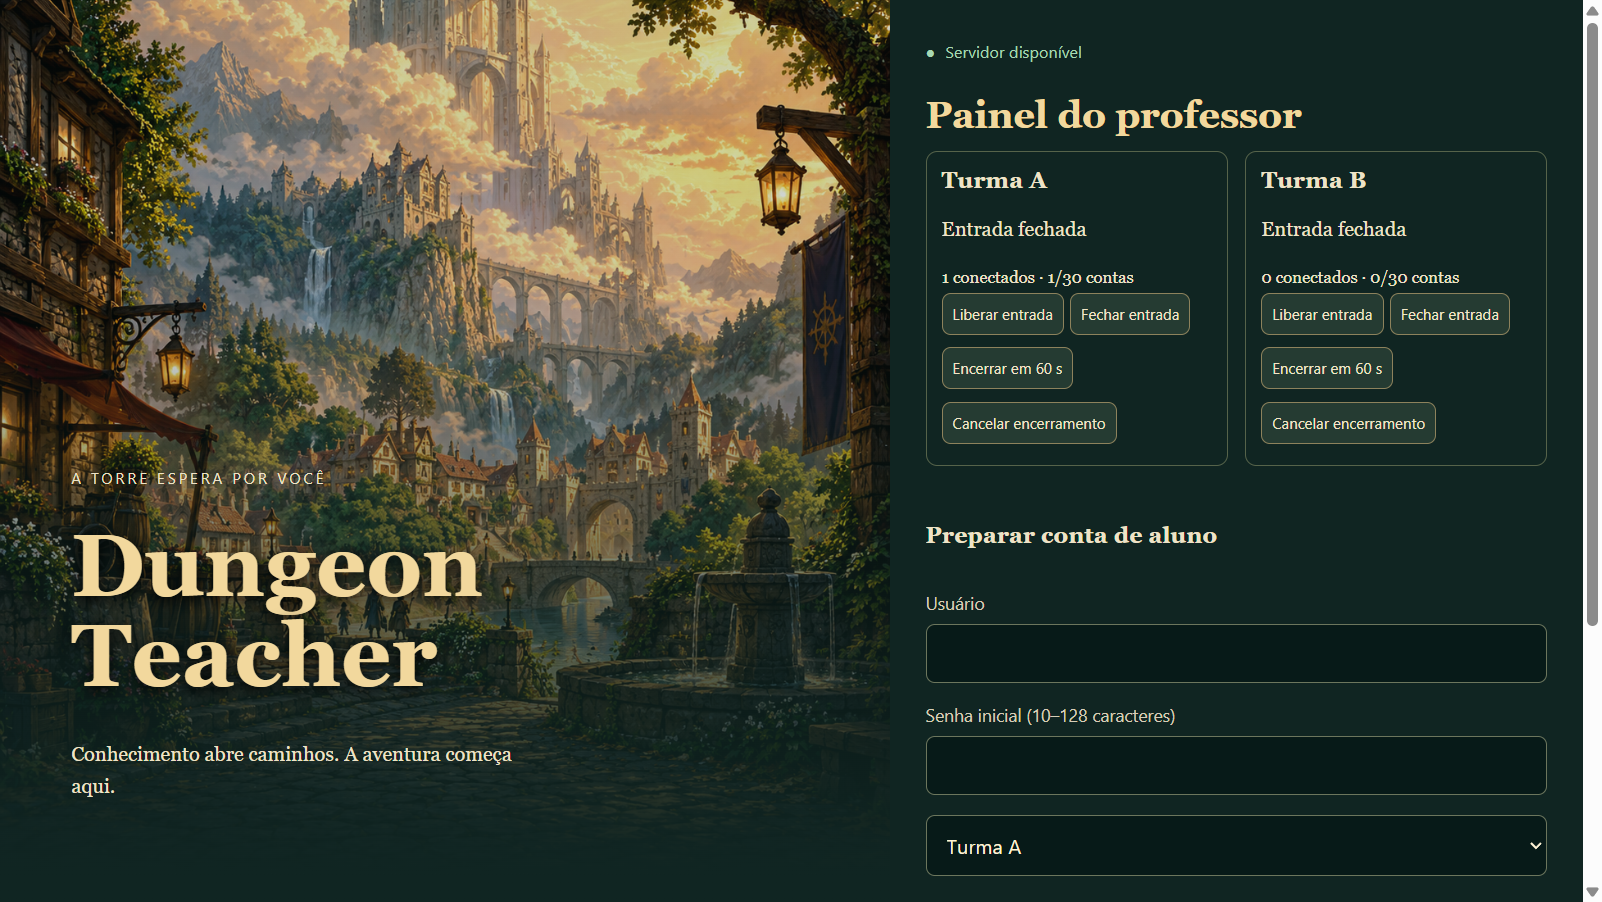 A TORRE ESPERA POR VOCÊ
Dungeon
Teacher
Conhecimento abre caminhos. A aventura começa
aqui.
Servidor disponível
Painel do professor
Turma A
Entrada fechada
1 conectados · 1/30 contas
Liberar entrada
Fechar entrada
Encerrar em 60 s
Cancelar encerramento
Turma B
Entrada fechada
0 conectados · 0/30 contas
Liberar entrada
Fechar entrada
Encerrar em 60 s
Cancelar encerramento
Preparar conta de aluno
Usuário
Senha inicial (10–128 caracteres)
Turma A